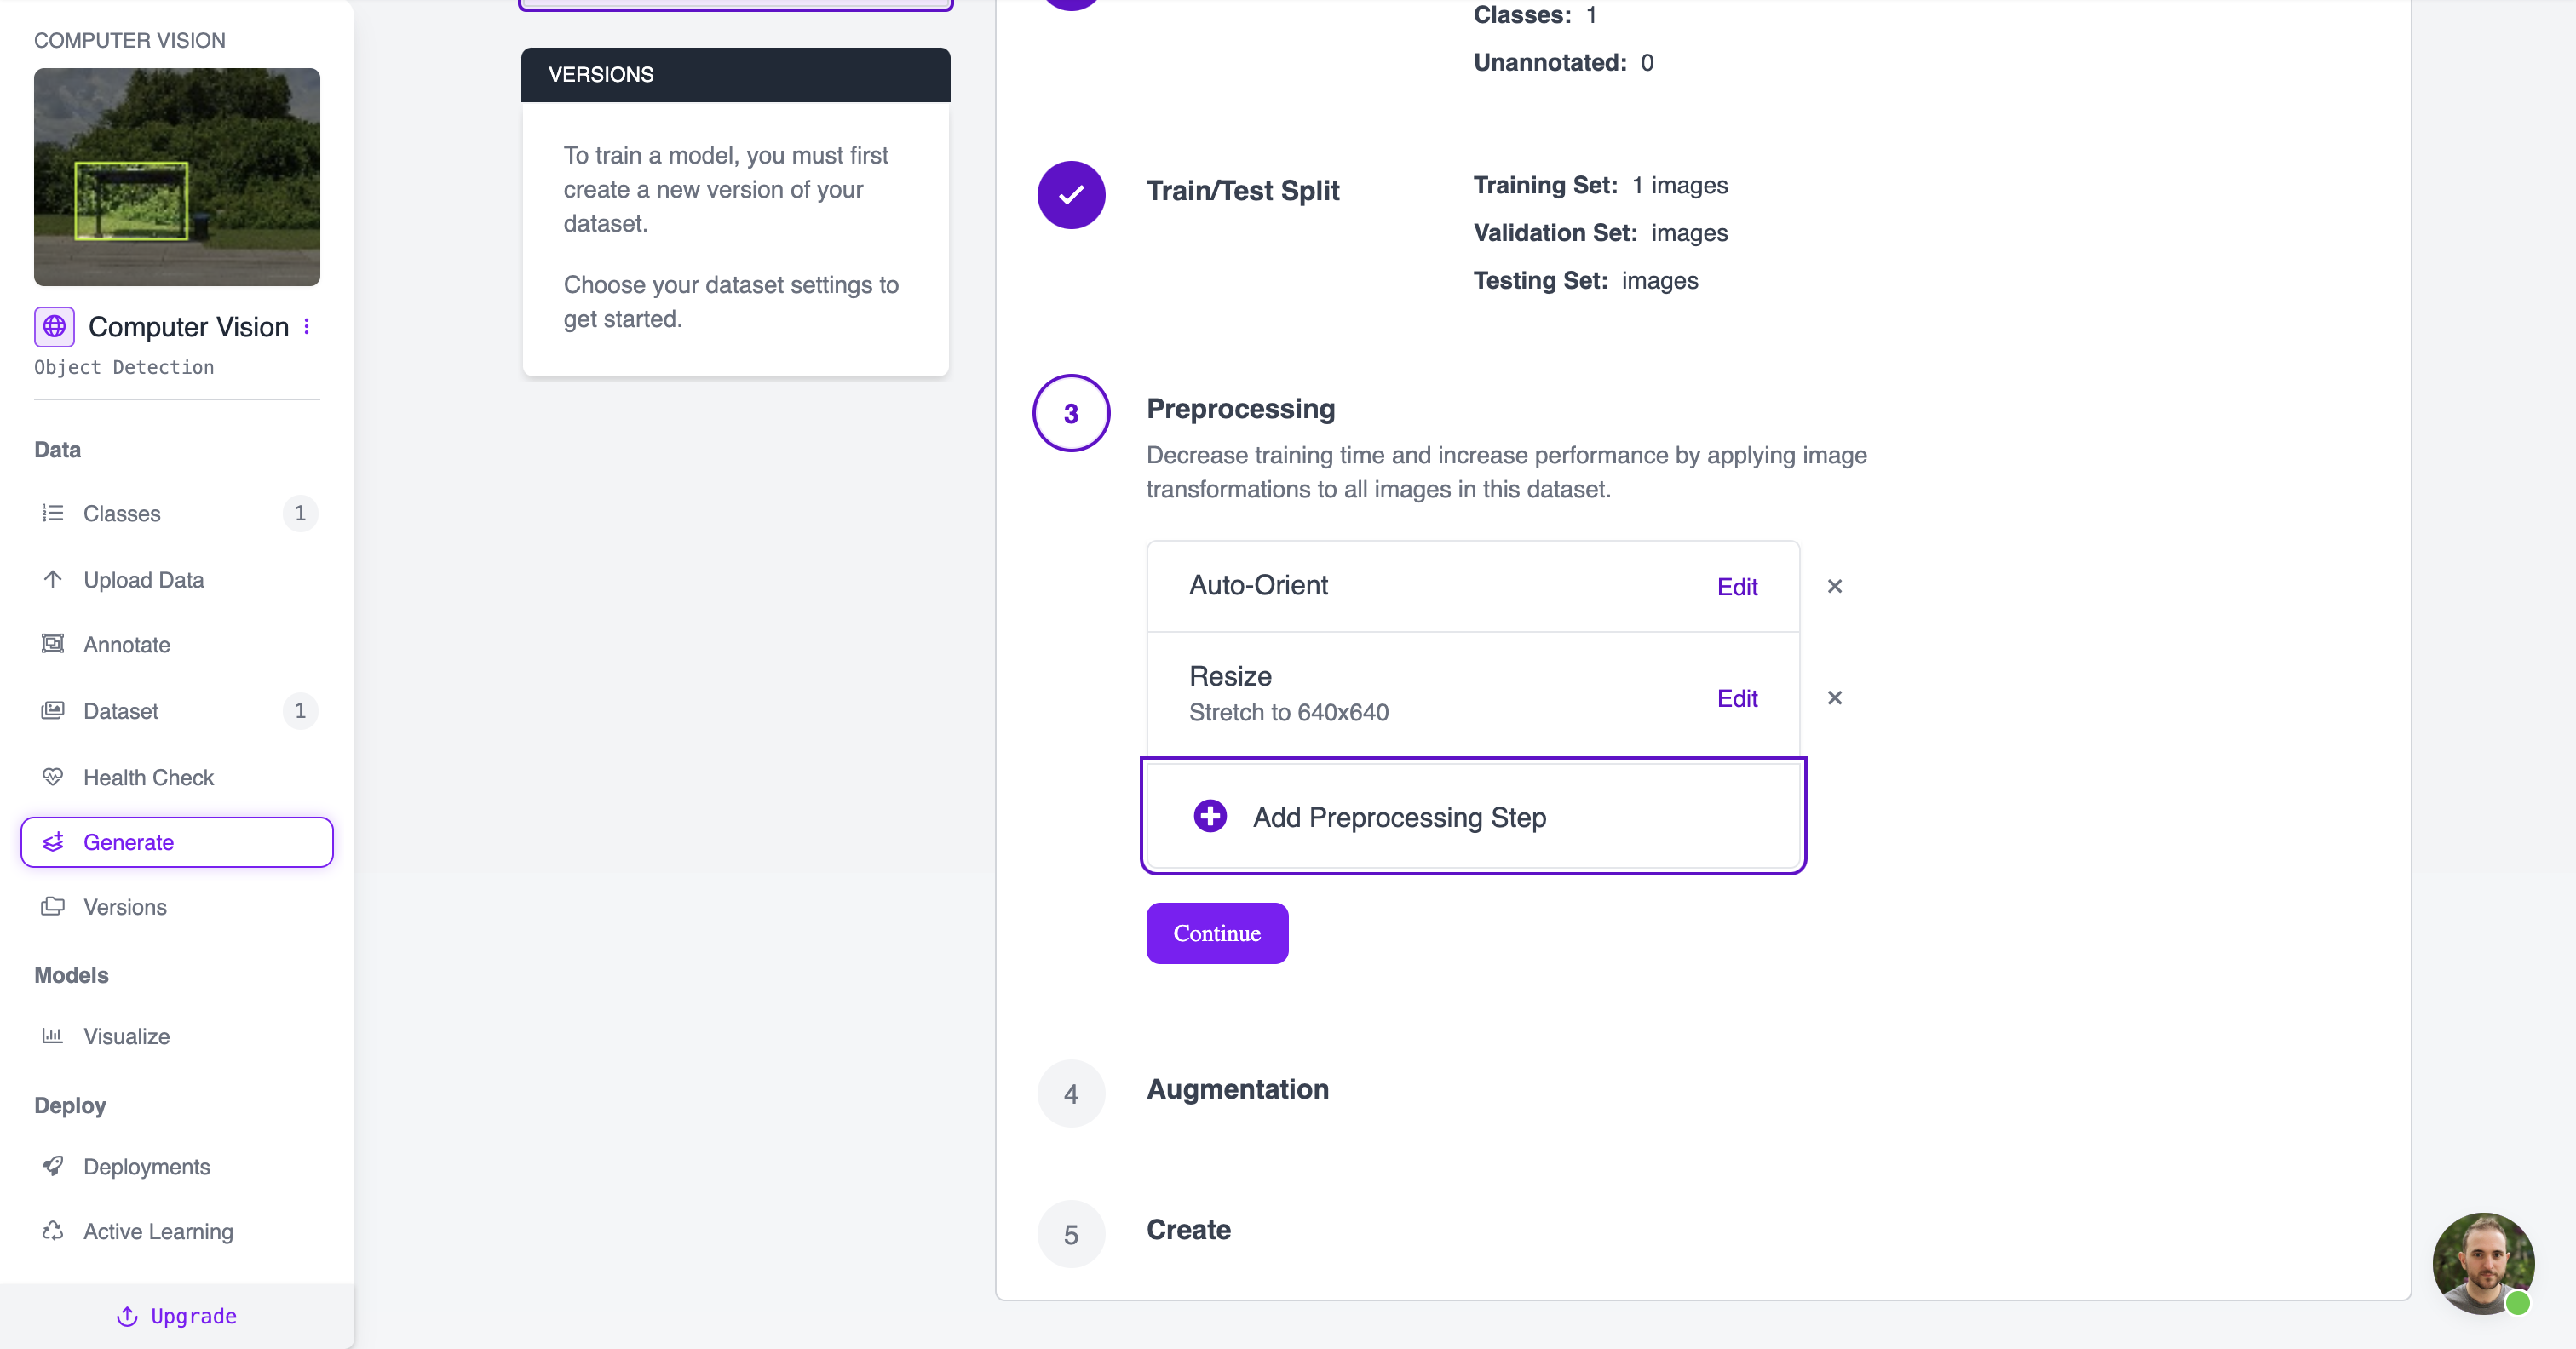 COMPUTER VISION
Computer Vision
Object Detection
Data
Classes 1
Upload Data
Annotate
Dataset 1
Health Check
Generate
Versions
Models
Visualize
Deploy
Deployments
Active Learning
Upgrade
VERSIONS
To train a model, you must first
create a new version of your
dataset.
Choose your dataset settings to
get started.
Classes: 1
Unannotated: 0
Train/Test Split
Training Set: 1 images
Validation Set: images
Testing Set: images
3 Preprocessing
Decrease training time and increase performance by applying image
transformations to all images in this dataset.
Auto-Orient Edit ×
Resize
Stretch to 640x640
Edit ×
Add Preprocessing Step
Continue
4 Augmentation
5 Create